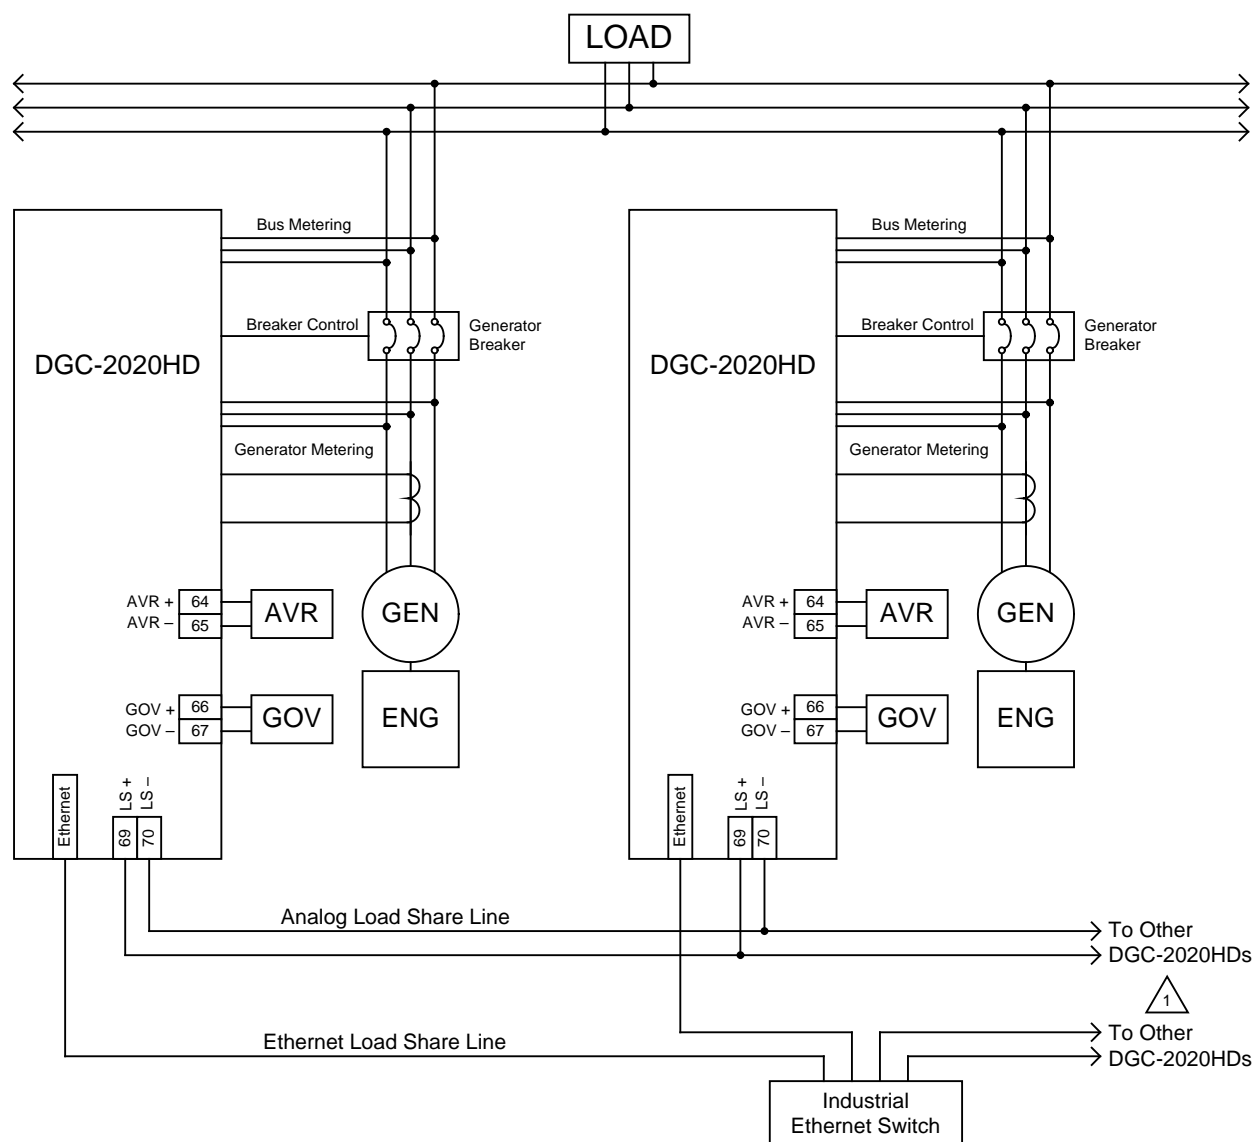 LOAD
Bus Metering
Bus Metering
Breaker Control
Generator
Breaker
Breaker Control
Generator
Breaker
DGC-2020HD
DGC-2020HD
Generator Metering
Generator Metering
AVR + 64
AVR – 65
AVR
GEN
AVR + 64
AVR – 65
AVR
GEN
GOV + 66
GOV – 67
GOV
ENG
GOV + 66
GOV – 67
GOV
ENG
Ethernet
LS +
LS –
69
70
Ethernet
LS +
LS –
69
70
Analog Load Share Line
To Other
DGC-2020HDs
1
Ethernet Load Share Line
To Other
DGC-2020HDs
Industrial
Ethernet Switch